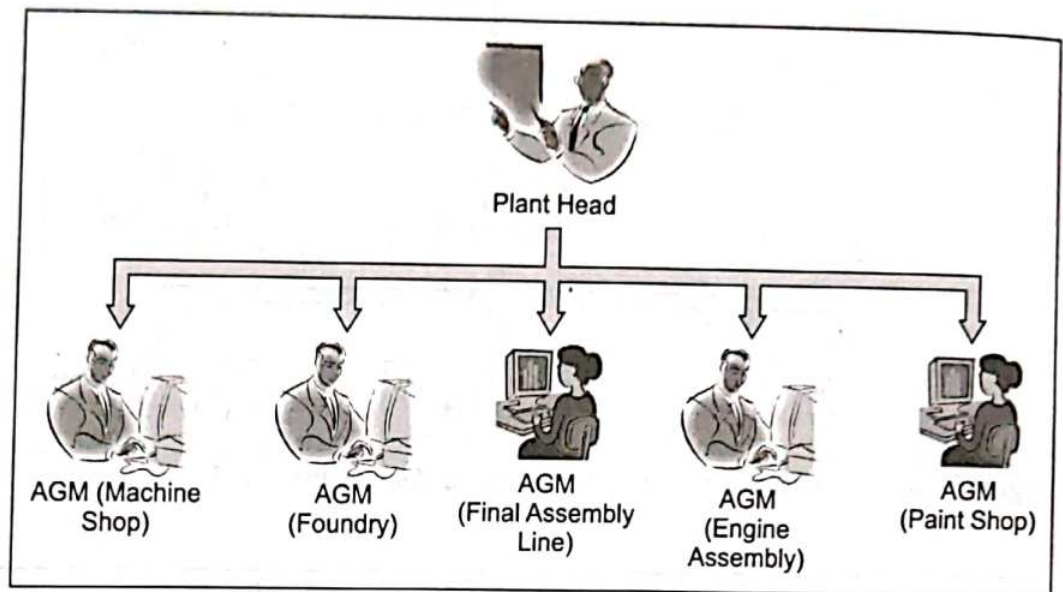 Plant Head
AGM (Machine
Shop)
AGM
(Foundry)
AGM
(Final Assembly
Line)
AGM
(Engine
Assembly)
AGM
(Paint Shop)